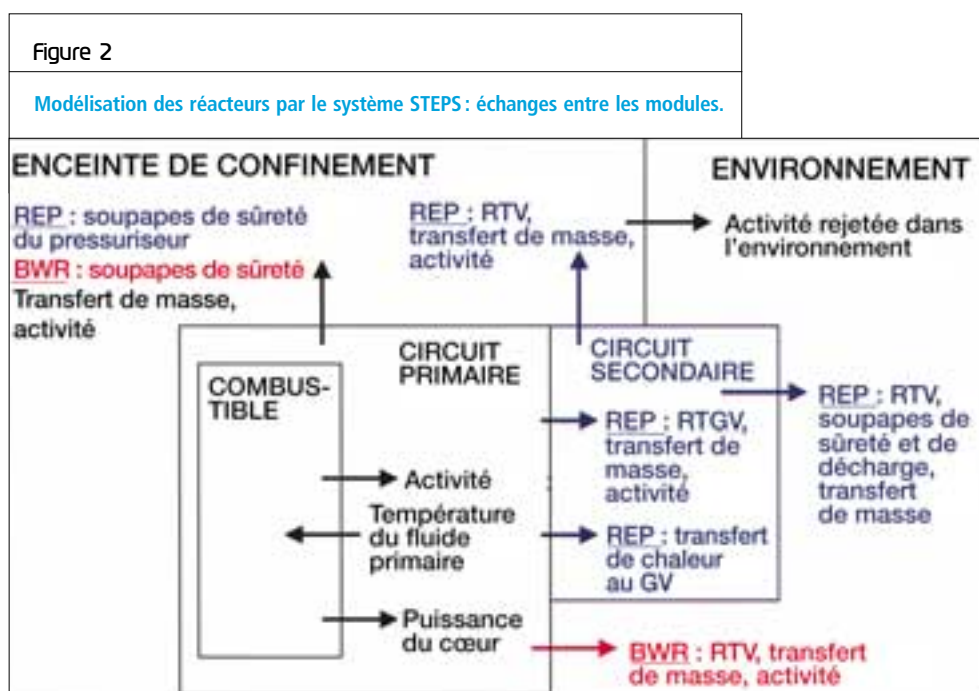 Figure 2
Modélisation des réacteurs par le système STEPS : échanges entre les modules.
ENCEINTE DE CONFINEMENT
REP : soupapes de sûreté
du pressuriseur
BWR : soupapes de sûreté
Transfert de masse,
activité
REP : RTV,
transfert de masse,
activité
ENVIRONNEMENT
Activité rejetée dans
l'environnement
COMBUS-
TIBLE
CIRCUIT
PRIMAIRE
Activité
Température
du fluide
primaire
Puissance
du cœur
CIRCUIT
SECONDAIRE
REP : RTGV,
transfert de
masse,
activité
REP : transfert
de chaleur
au GV
REP : RTV,
soupapes de
sûreté et de
décharge,
transfert
de masse
BWR : RTV, transfert
de masse, activité